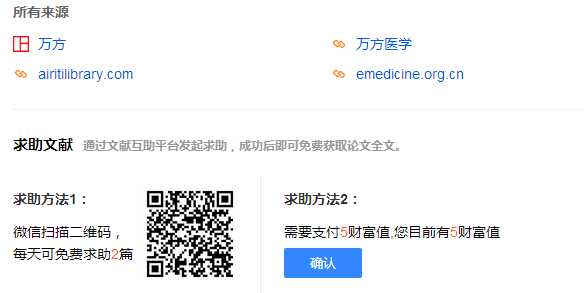 所有来源
万方
万方医学
airitilibrary.com
emedicine.org.cn
求助文献 通过文献互助平台发起求助，成功后即可免费获取论文全文。
求助方法1：
微信扫描二维码，
每天可免费求助2篇
求助方法2：
需要支付5财富值,您目前有5财富值
确认